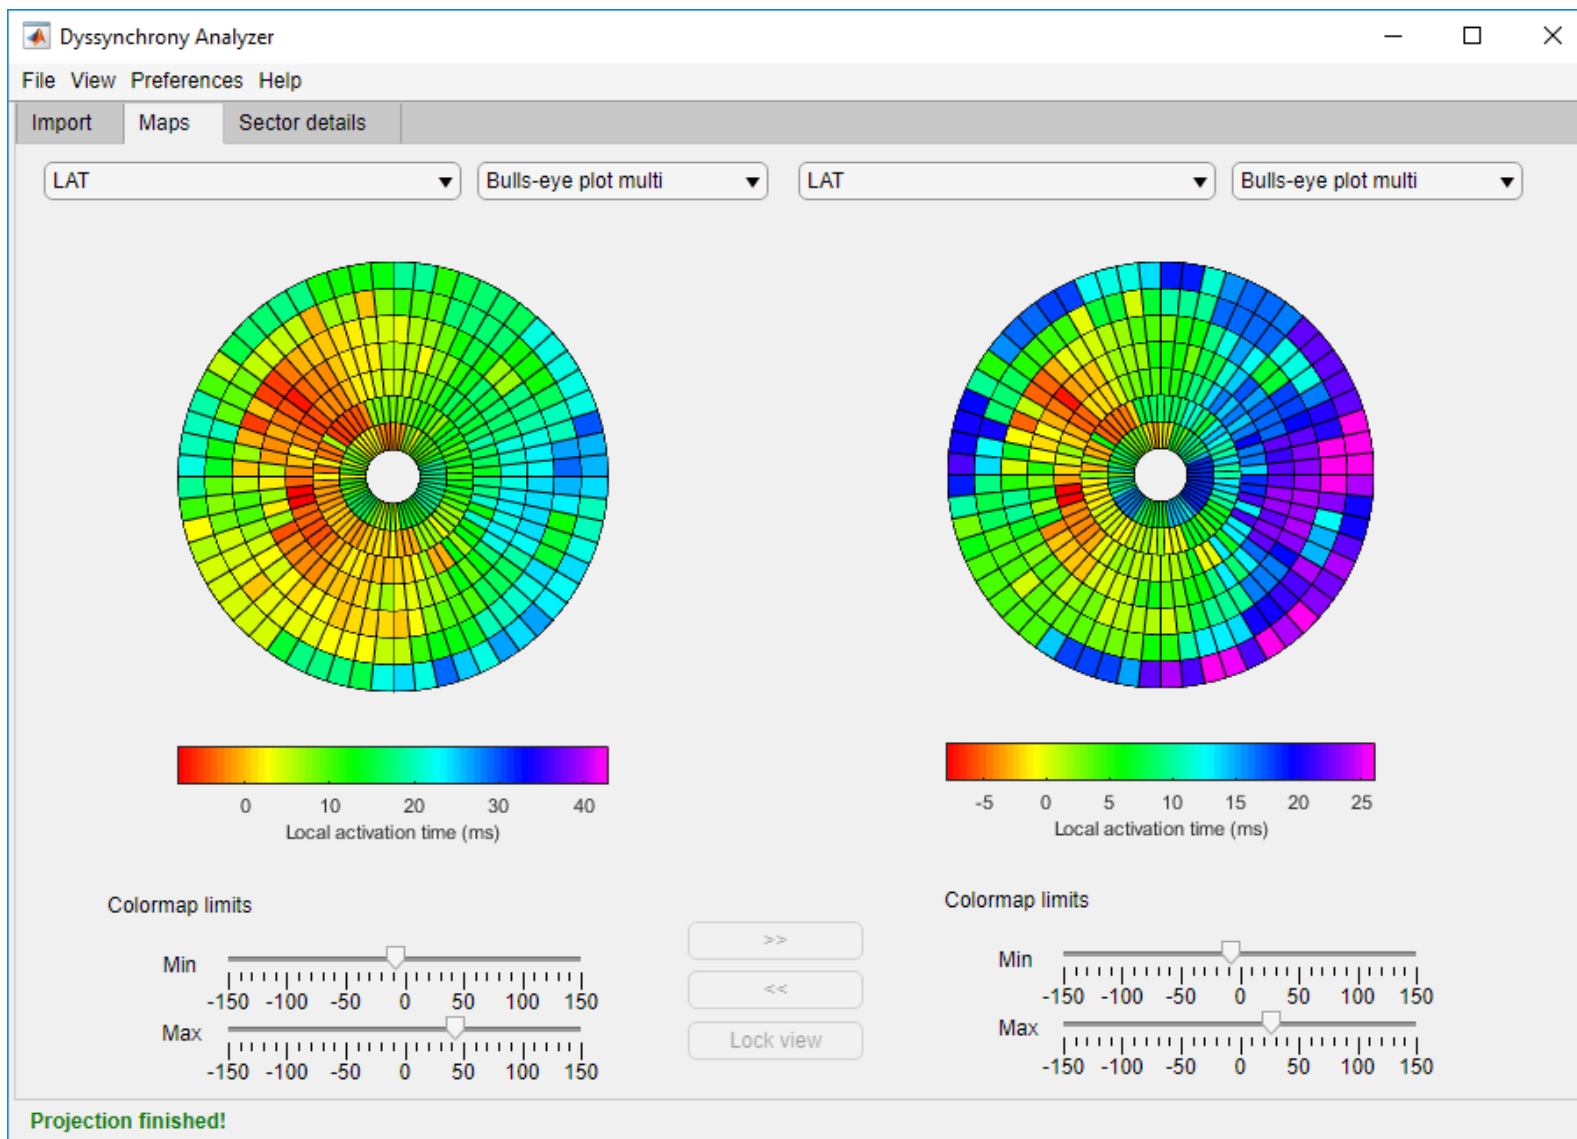 Dyssynchrony Analyzer
File View Preferences Help
Import Maps Sector details
LAT Bulls-eye plot multi LAT Bulls-eye plot multi
0 10 20 30 40
Local activation time (ms)
-5 0 5 10 15 20 25
Local activation time (ms)
Colormap limits
Min
-150 -100 -50 0 50 100 150
Max
-150 -100 -50 0 50 100 150
>>
<<
Lock view
Colormap limits
Min
-150 -100 -50 0 50 100 150
Max
-150 -100 -50 0 50 100 150
Projection finished!